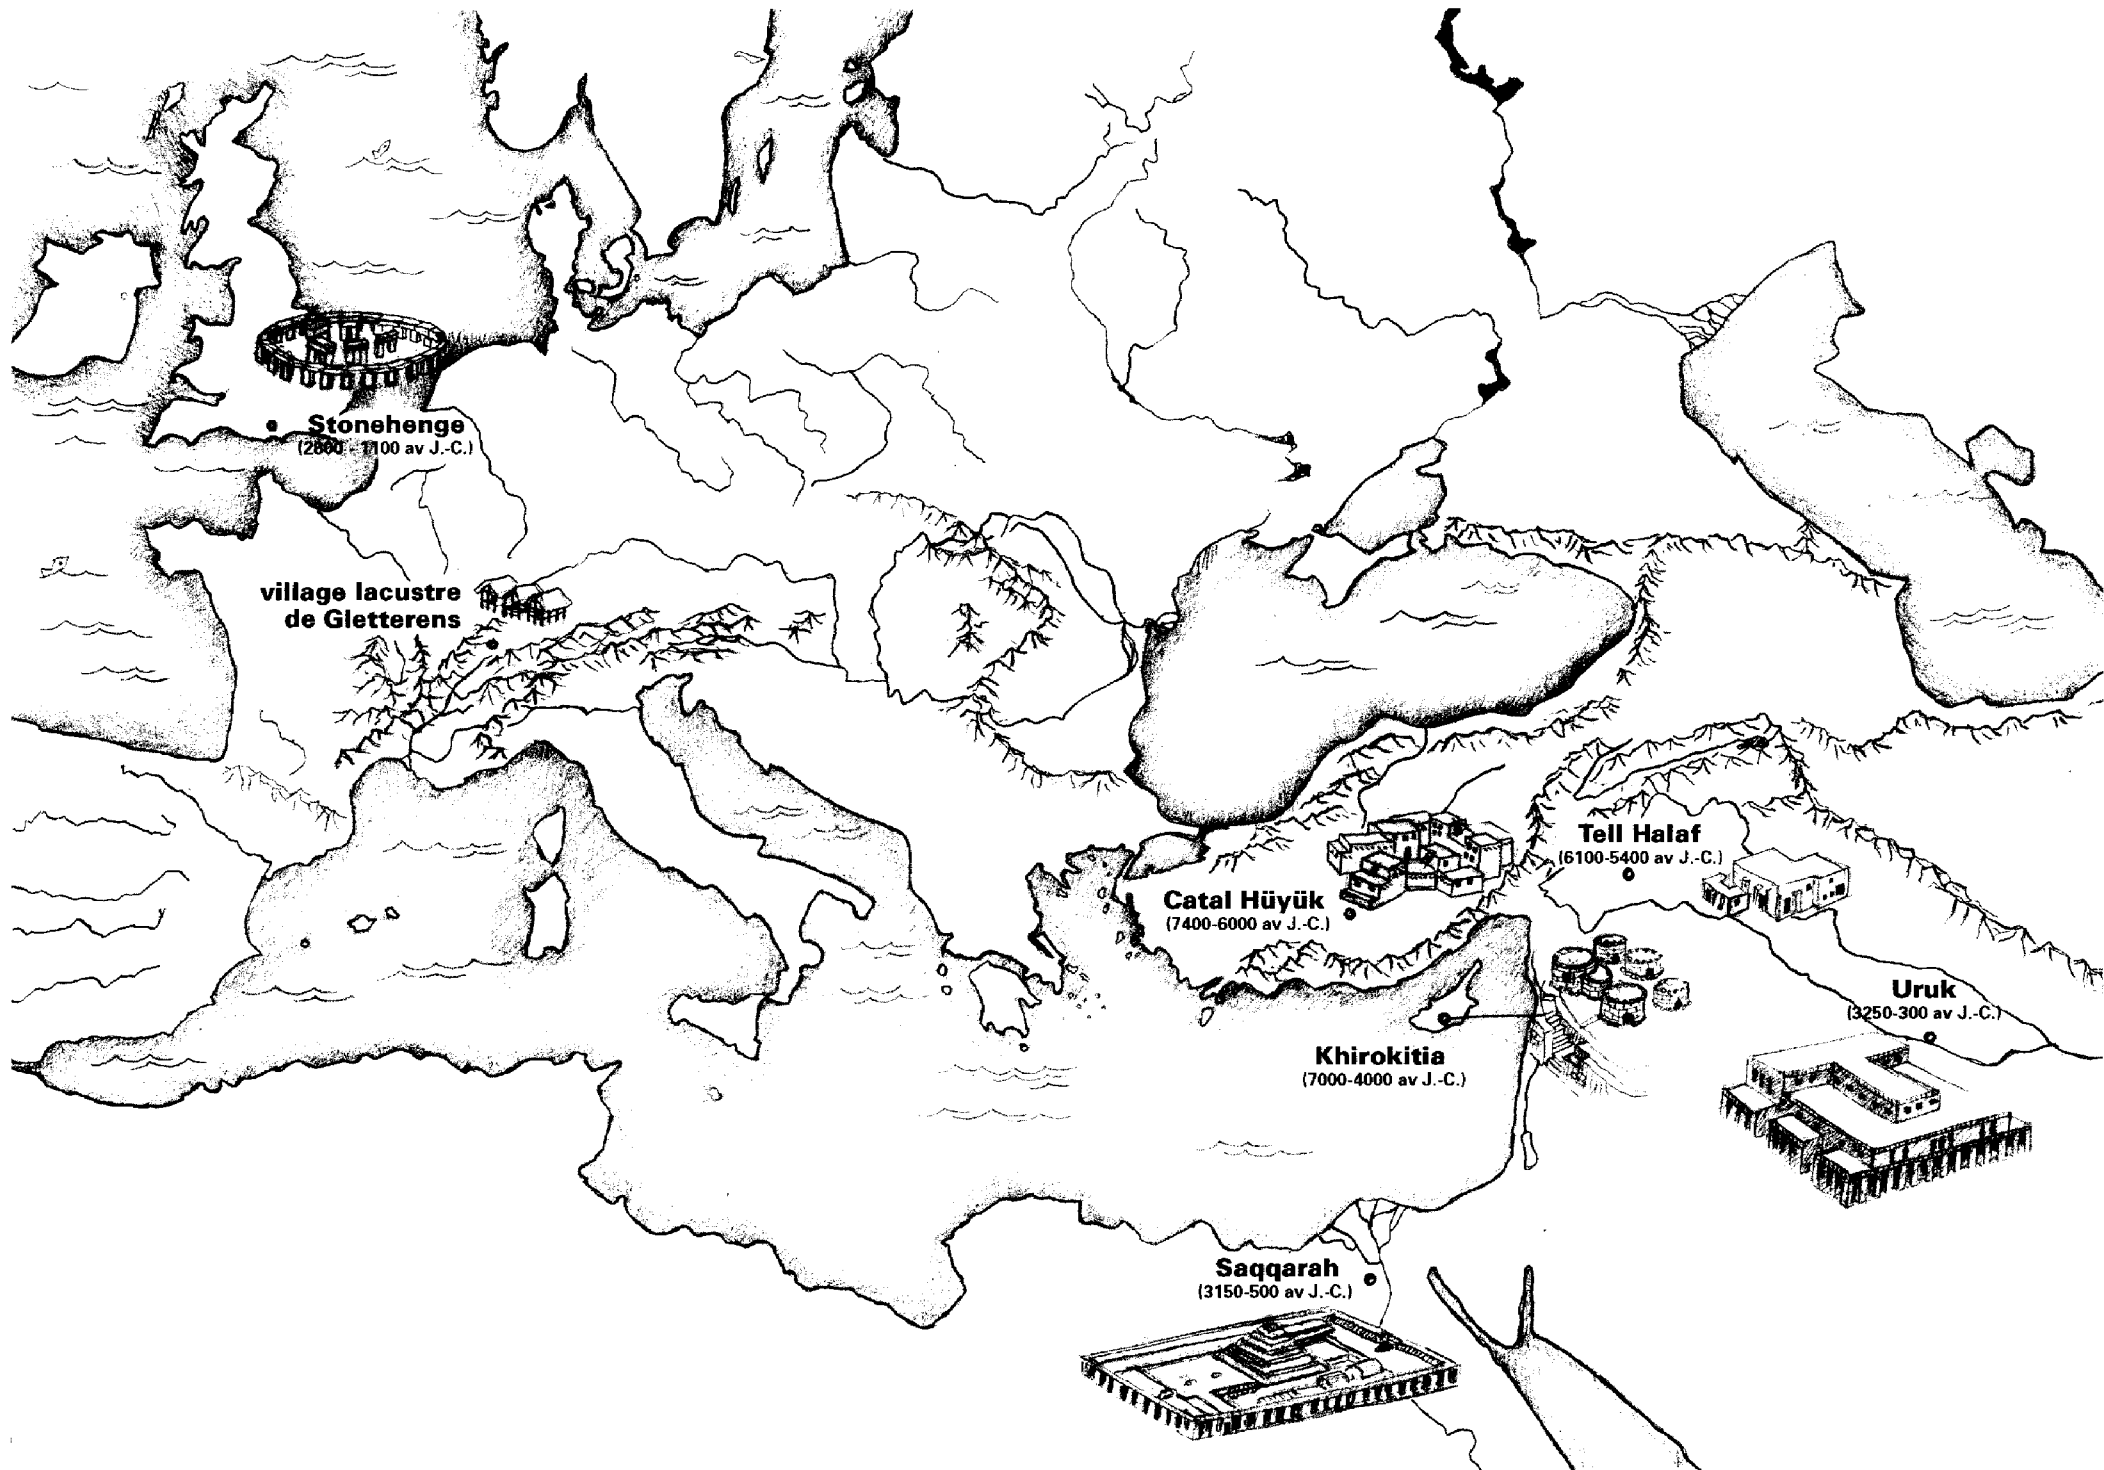 Stonehenge
(2800 - 1100 av J.-C.)
village lacustre
de Gletterens
Tell Halaf
(6100-5400 av J.-C.)
Catal Hüyük
(7400-6000 av J.-C.)
Uruk
(3250-300 av J.-C.)
Khirokitia
(7000-4000 av J.-C.)
Saqqarah
(3150-500 av J.-C.)